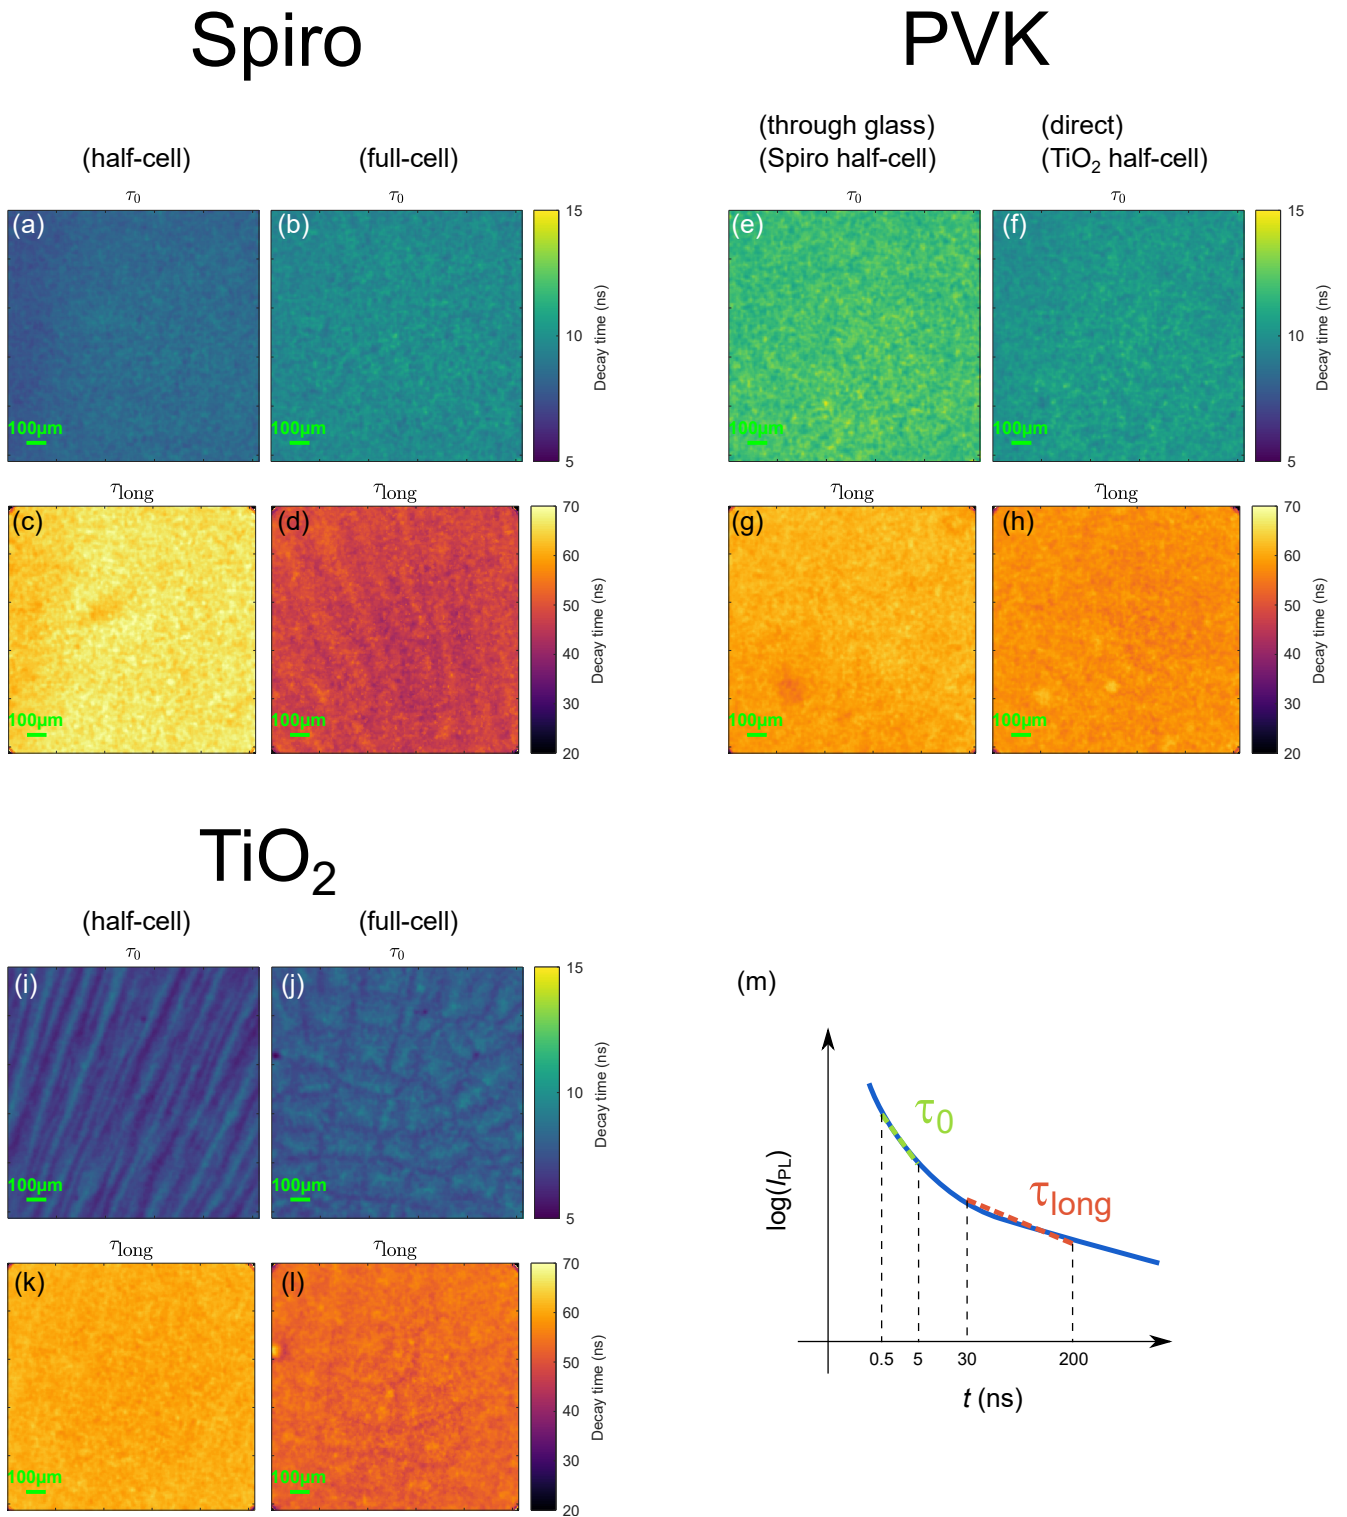 Spiro
PVK
(half-cell)
(full-cell)
(through glass)
(Spiro half-cell)
(direct)
(TiO₂ half-cell)
τ₀
τ₀
τ₀
τ₀
(a)
(b)
(e)
(f)
100µm
100µm
100µm
100µm
15
10
5
Decay time (ns)
15
10
5
Decay time (ns)
τlong
τlong
τlong
τlong
(c)
(d)
(g)
(h)
100µm
100µm
100µm
100µm
70
60
50
40
30
20
Decay time (ns)
70
60
50
40
30
20
Decay time (ns)
TiO₂
(half-cell)
(full-cell)
τ₀
τ₀
(i)
(j)
100µm
100µm
15
10
5
Decay time (ns)
τlong
τlong
(k)
(l)
100µm
100µm
70
60
50
40
30
20
Decay time (ns)
(m)
log(IPL)
τ₀
τlong
0.5 5 30 200
t (ns)